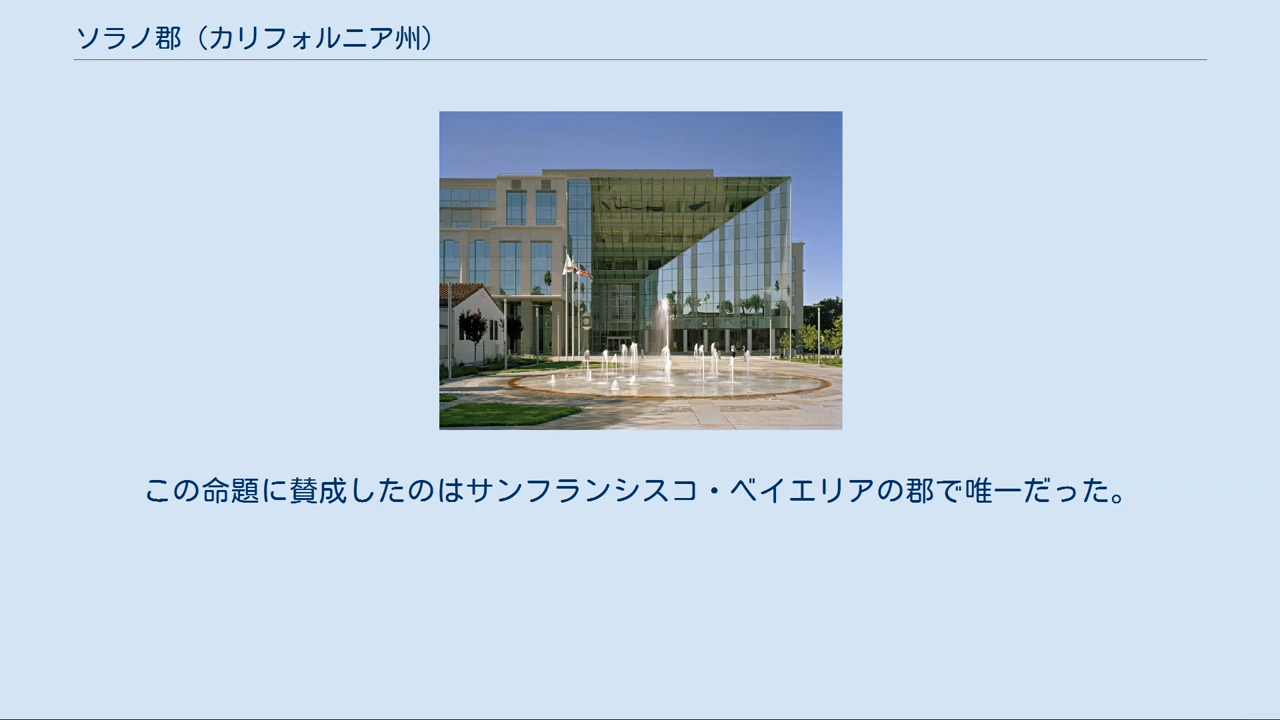 ソラノ郡（カリフォルニア州）
この命題に賛成したのはサンフランシスコ・ベイエリアの郡で唯一だった。